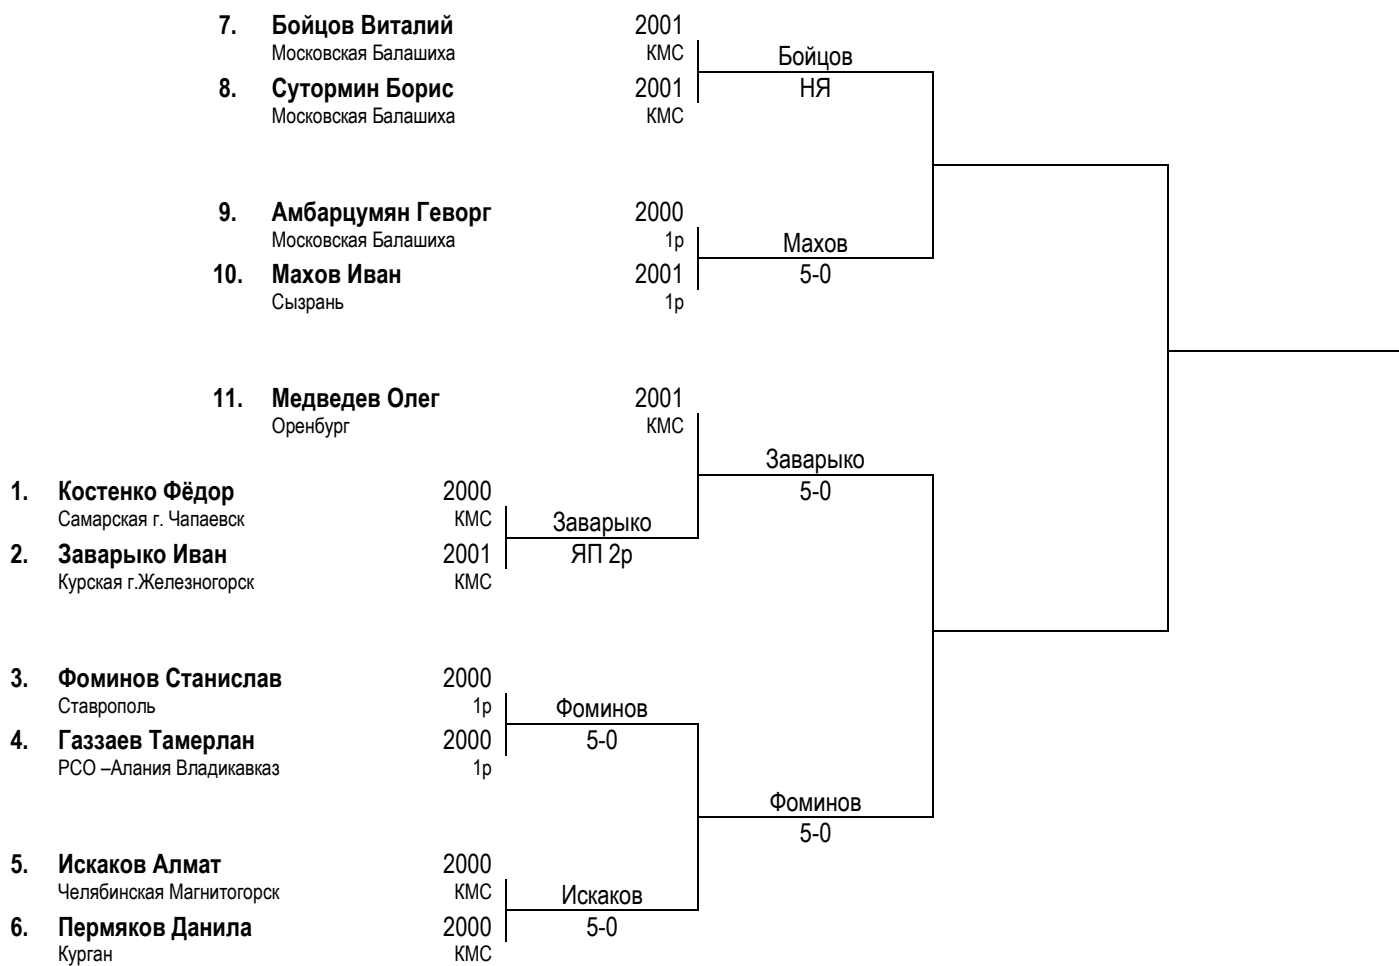 7. Бойцов Виталий 2001
Московская Балашиха КМС
Бойцов
8. Сутормин Борис 2001 НЯ
Московская Балашиха КМС
9. Амбарцумян Геворг 2000
Московская Балашиха 1р Махов
10. Махов Иван 2001 5-0
Сызрань 1р
11. Медведев Олег 2001
Оренбург КМС
Заварыко
1. Костенко Фёдор 2000 5-0
Самарская г. Чапаевск КМС Заварыко
2. Заварыко Иван 2001 ЯП 2р
Курская г.Железногорск КМС
3. Фоминов Станислав 2000
Ставрополь 1р Фоминов
4. Газзаев Тамерлан 2000 5-0
РСО –Алания Владикавказ 1р
Фоминов
5-0
5. Искаков Алмат 2000
Челябинская Магнитогорск КМС Искаков
6. Пермяков Данила 2000 5-0
Курган КМС